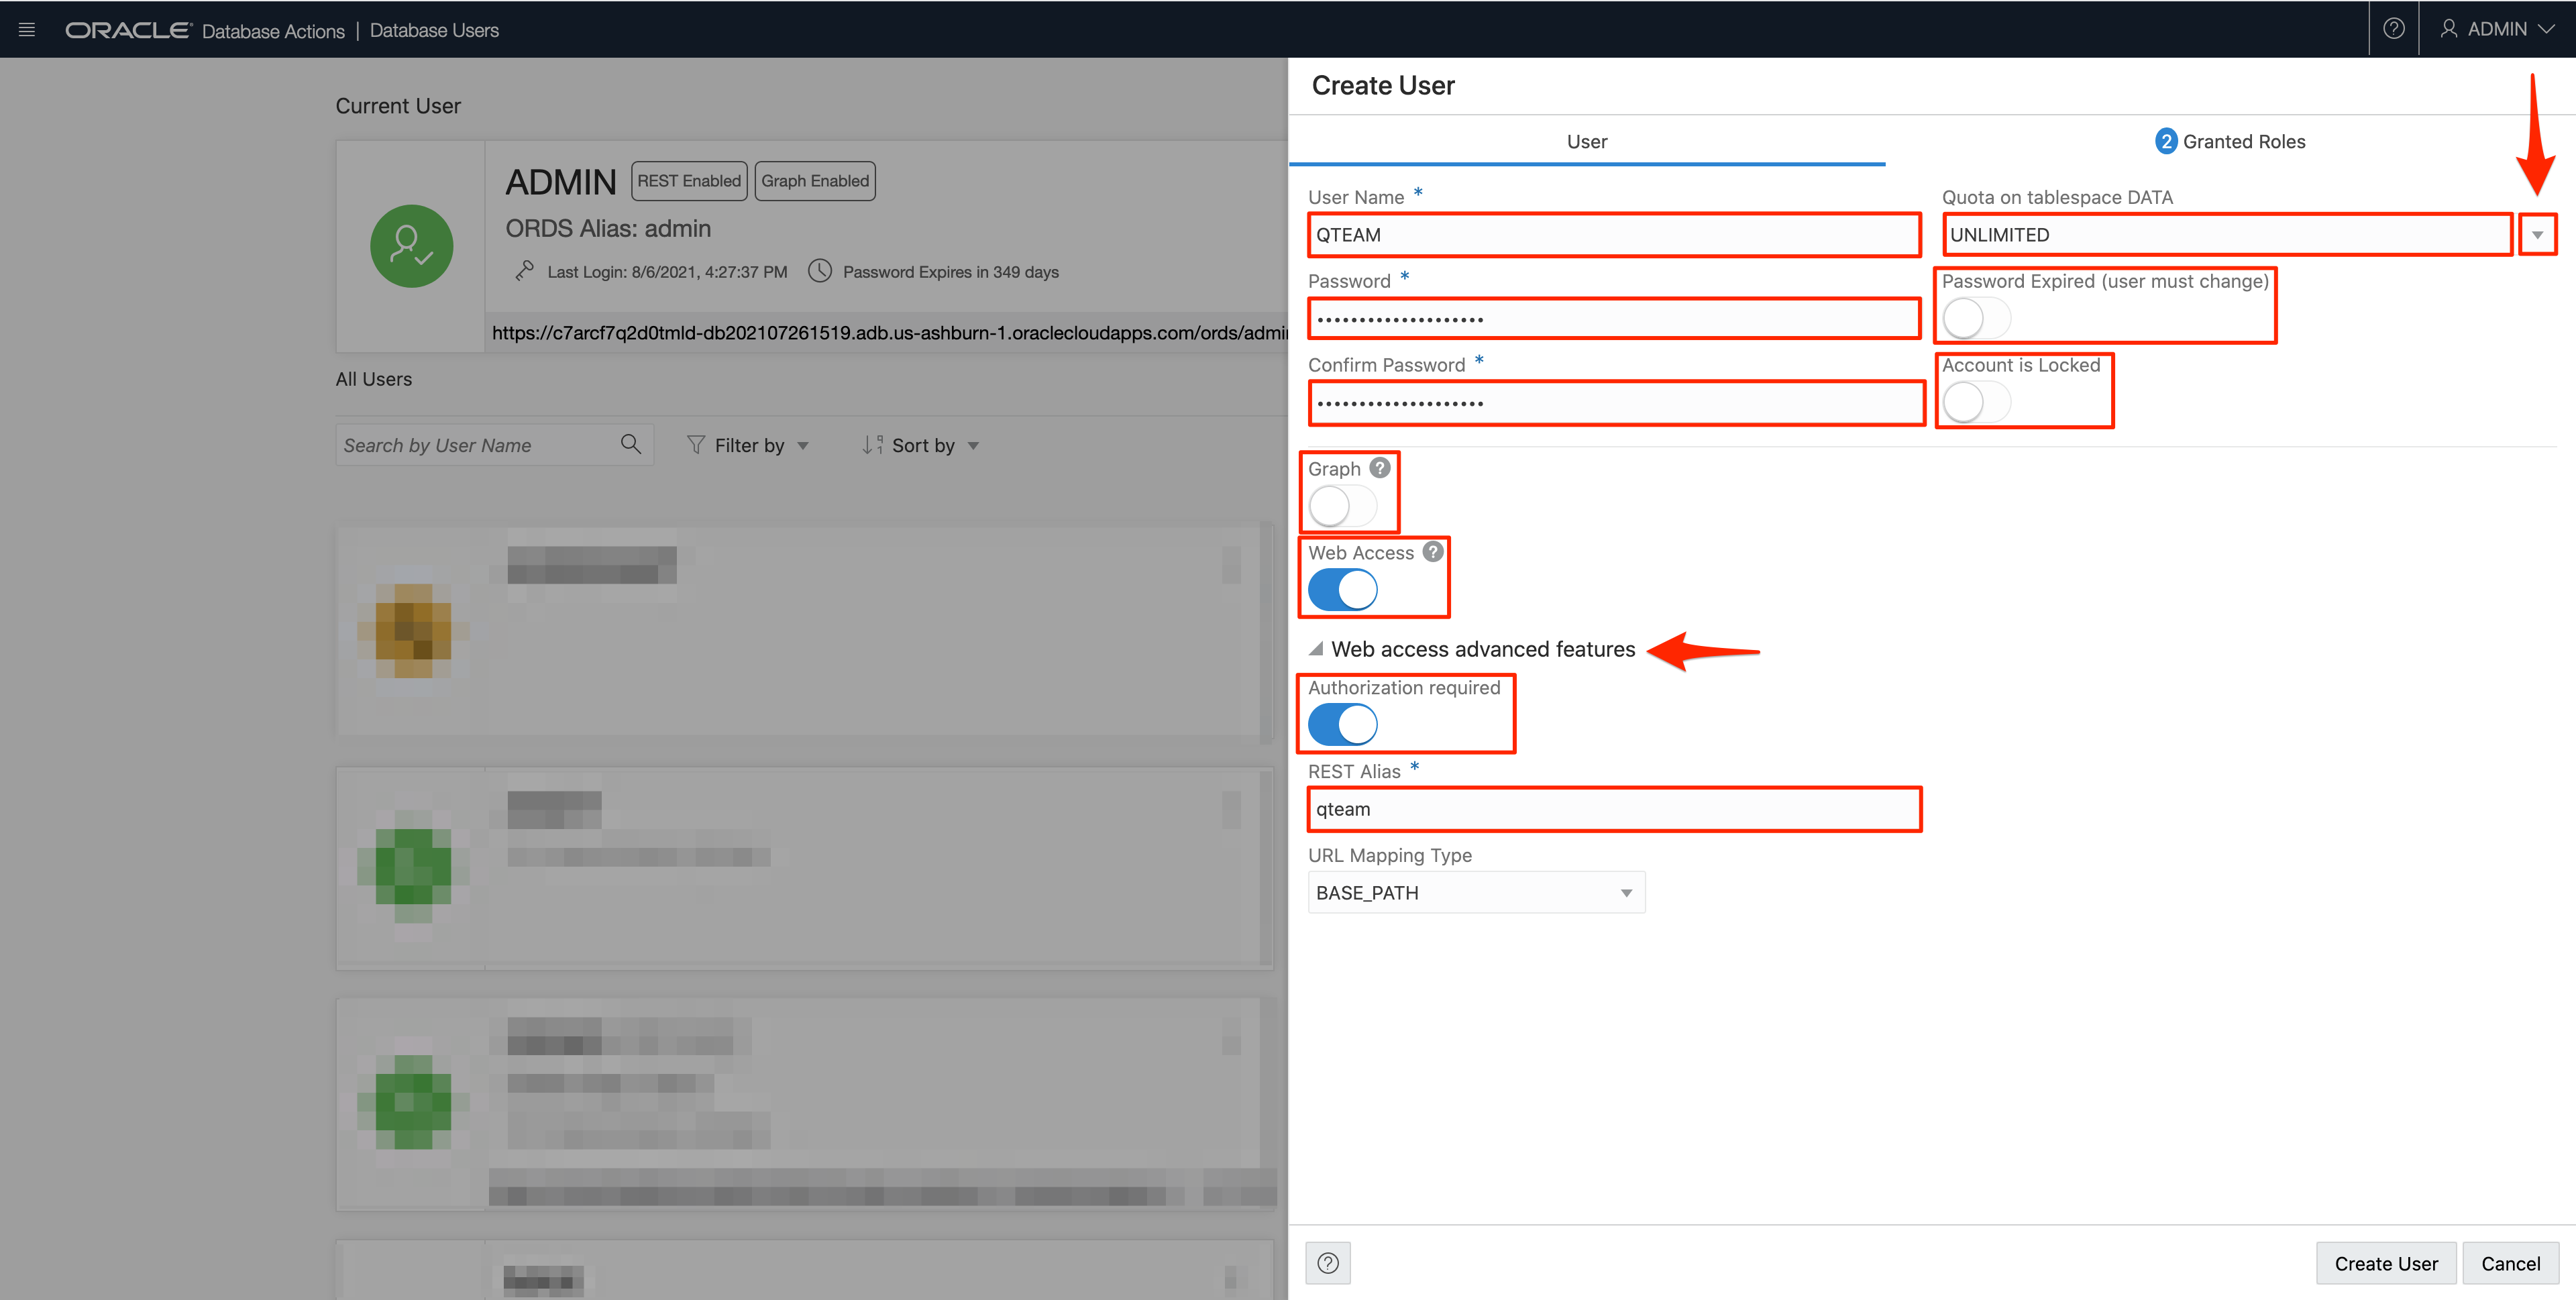 ORACLE Database Actions | Database Users
? ADMIN
Current User
ADMIN REST Enabled Graph Enabled
ORDS Alias: admin
Last Login: 8/6/2021, 4:27:37 PM Password Expires in 349 days
https://c7arcf7q2d0tmld-db202107261519.adb.us-ashburn-1.oraclecloudapps.com/ords/admi
All Users
Search by User Name Filter by Sort by
Create User
User 2 Granted Roles
User Name * Quota on tablespace DATA
QTEAM UNLIMITED
Password * Password Expired (user must change)
••••••••••••••••••••
Confirm Password * Account is Locked
••••••••••••••••••••
Graph ?
Web Access ?
Web access advanced features
Authorization required
REST Alias *
qteam
URL Mapping Type
BASE_PATH
? Create User Cancel